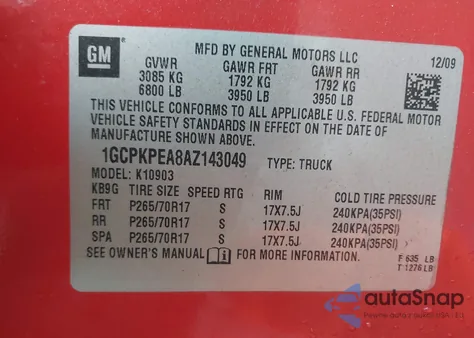 GM MFD BY GENERAL MOTORS LLC
GVWR GAWR FRT GAWR RR 12/09
3085 KG 1792 KG 1792 KG
6800 LB 3950 LB 3950 LB
THIS VEHICLE CONFORMS TO ALL APPLICABLE U.S. FEDERAL MOTOR
VEHICLE SAFETY STANDARDS IN EFFECT ON THE DATE OF
MANUFACTURE SHOWN ABOVE.
1GCPKPEA8AZ143049 TYPE: TRUCK
MODEL: K10903
KB9G TIRE SIZE SPEED RTG RIM COLD TIRE PRESSURE
FRT P265/70R17 S 17X7.5J 240KPA(35PSI)
RR P265/70R17 S 17X7.5J 240KPA(35PSI)
SPA P265/70R17 S 17X7.5J 240KPA(35PSI)
SEE OWNER'S MANUAL FOR MORE INFORMATION.
F 635 LB
T 1276 LB
autoSnap